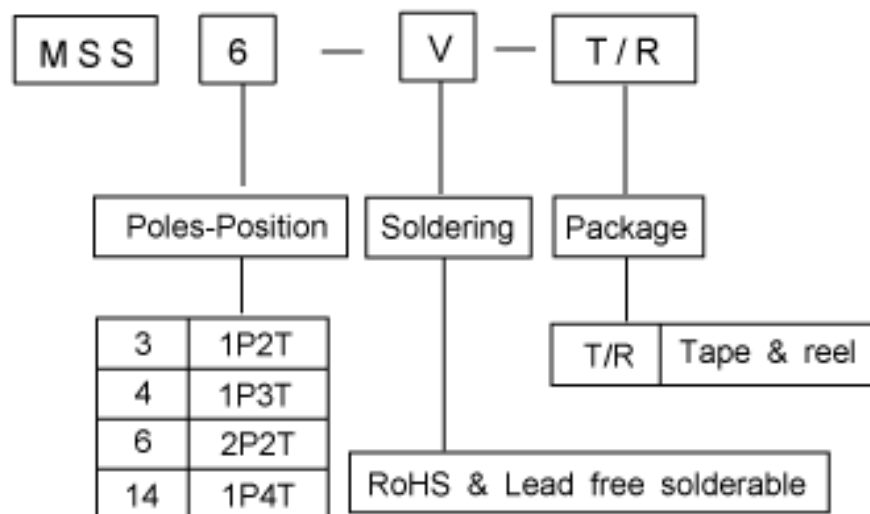 MSS 6 — V — T/R
Poles-Position Soldering Package
3 1P2T
4 1P3T
6 2P2T
14 1P4T
T/R Tape & reel
RoHS & Lead free solderable